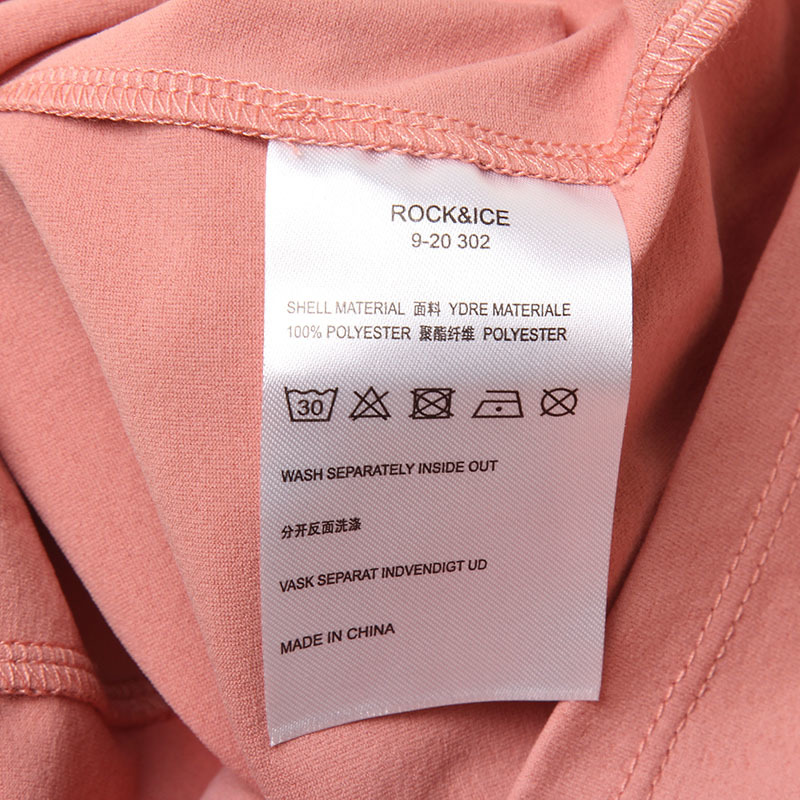 ROCK&ICE
9-20 302
SHELL MATERIAL 面料 YDRE MATERIALE
100% POLYESTER 聚酯纤维 POLYESTER
30
WASH SEPARATELY INSIDE OUT
分开反面洗涤
VASK SEPARAT INDVENDIGT UD
MADE IN CHINA